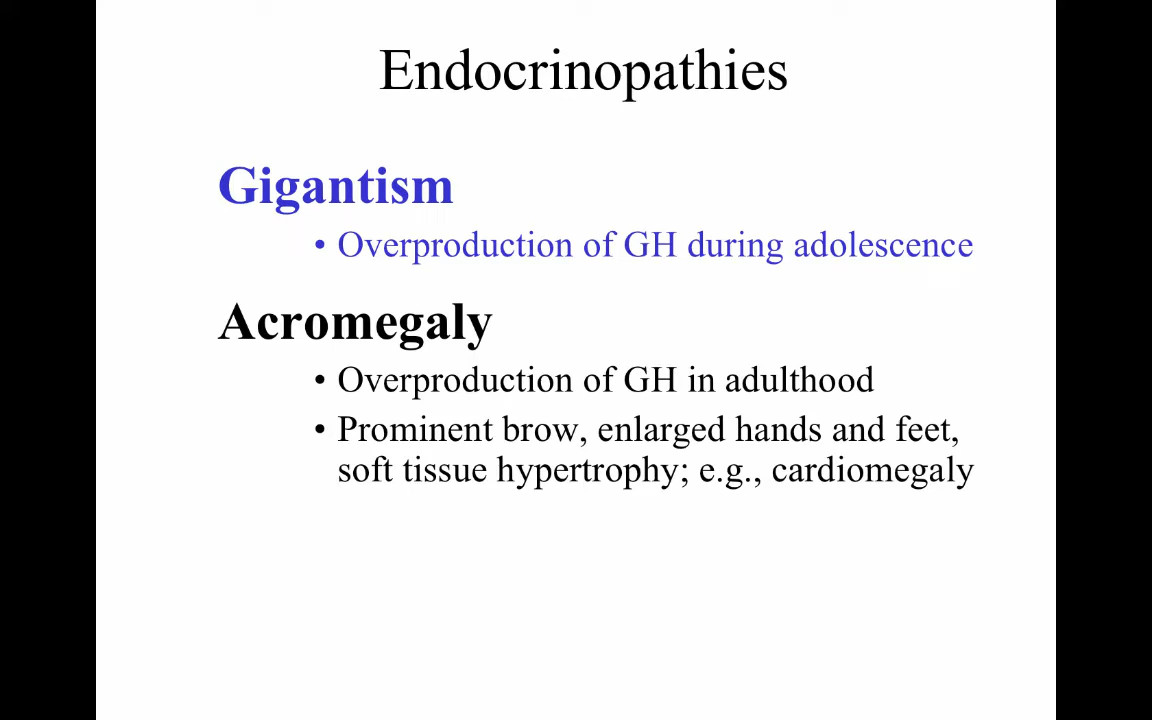 Endocrinopathies
Gigantism
• Overproduction of GH during adolescence
Acromegaly
• Overproduction of GH in adulthood
• Prominent brow, enlarged hands and feet,
soft tissue hypertrophy; e.g., cardiomegaly